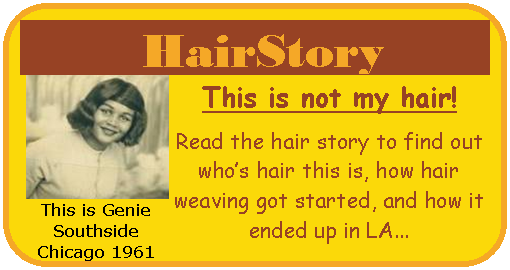 HairStory
This is not my hair!
Read the hair story to find out
who's hair this is, how hair
weaving got started, and how it
ended up in LA...
This is Genie
Southside
Chicago 1961